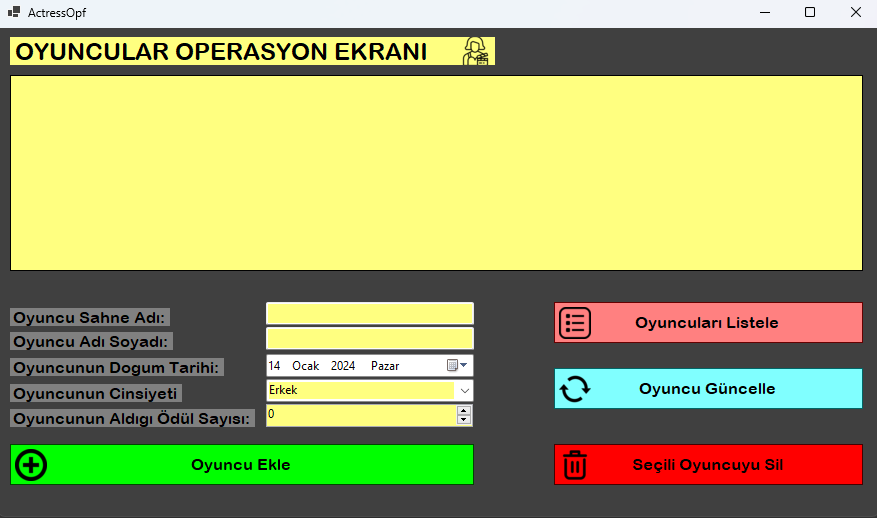 ActressOpf
OYUNCULAR OPERASYON EKRANI
Oyuncu Sahne Adı:
Oyuncu Adı Soyadı:
Oyuncunun Dogum Tarihi: 14 Ocak 2024 Pazar
Oyuncunun Cinsiyeti Erkek
Oyuncunun Aldıgı Ödül Sayısı: 0
Oyuncu Ekle
Oyuncuları Listele
Oyuncu Güncelle
Seçili Oyuncuyu Sil